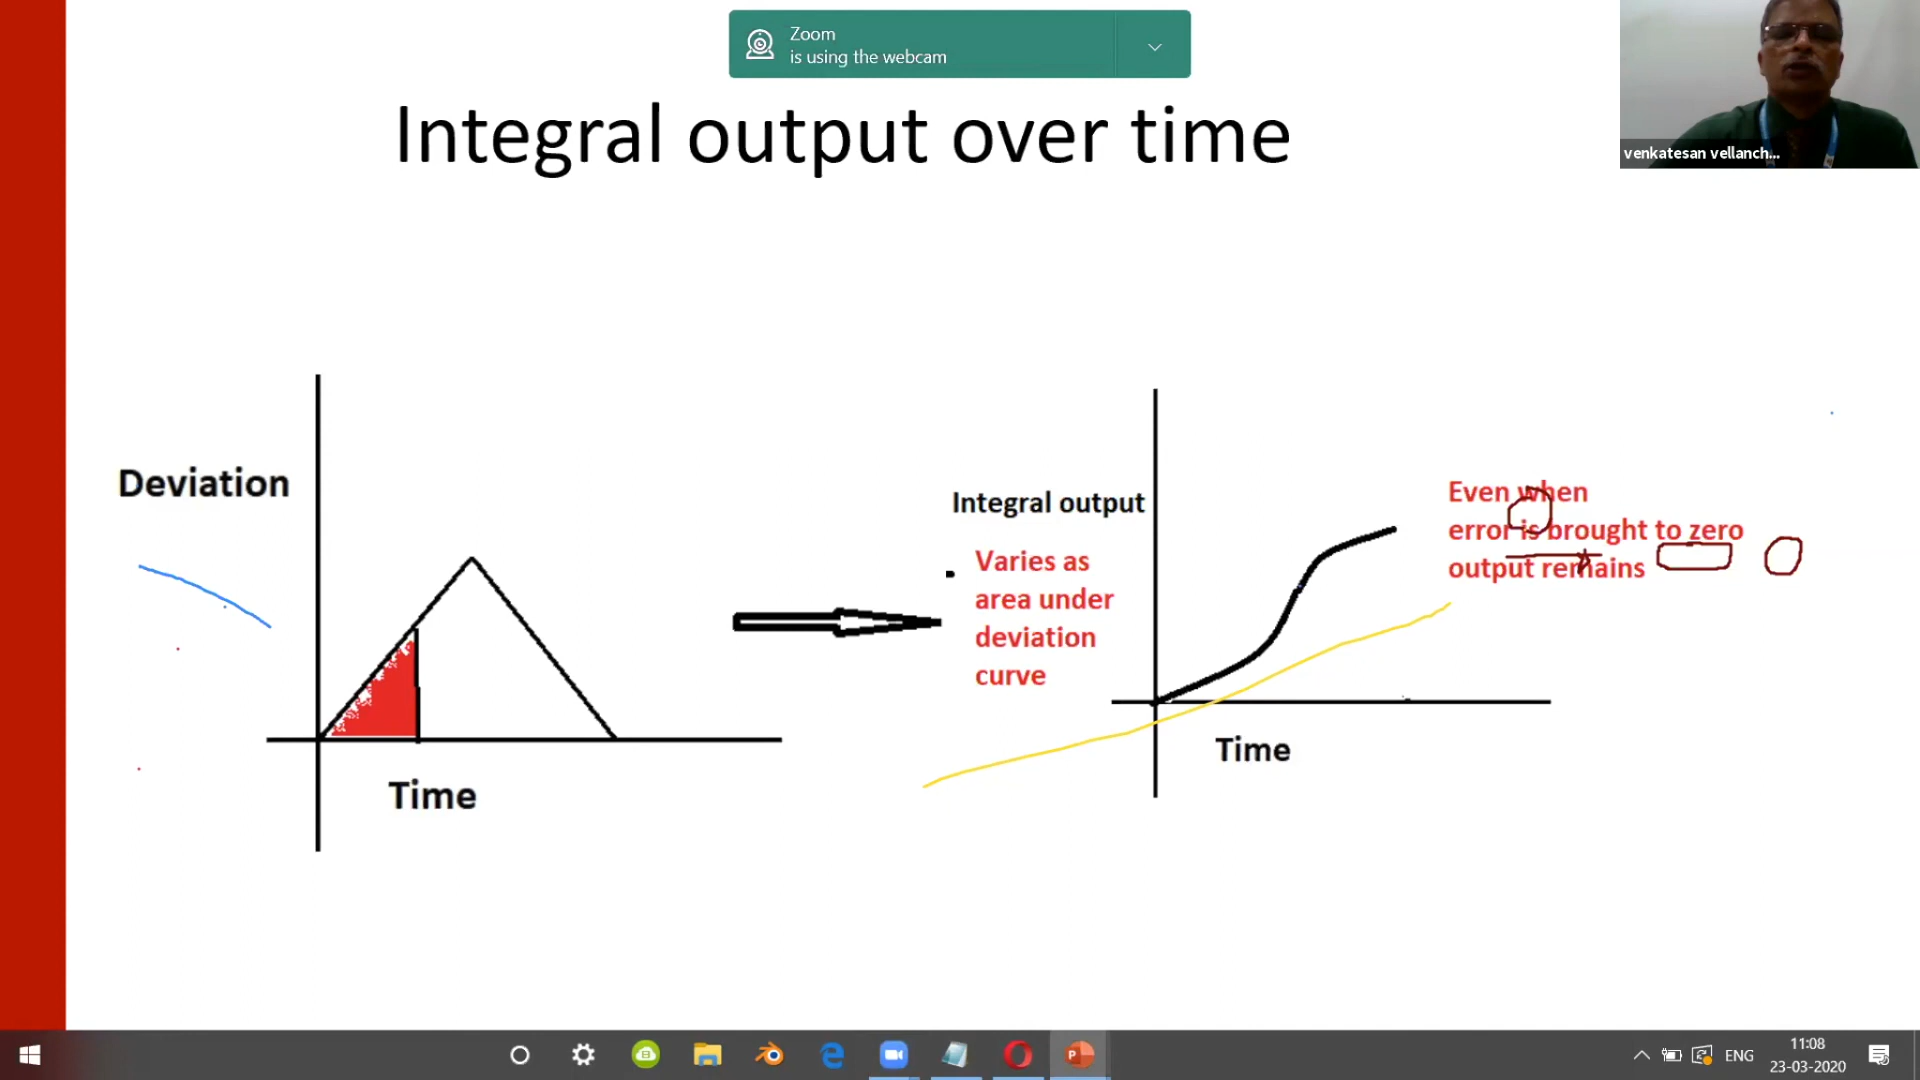 Zoom
is using the webcam
venkatesan vellanch...
Integral output over time
Deviation
Time
Integral output
Varies as
area under
deviation
curve
Even when
error is brought to zero
output remains
Time
ENG
11:08
23-03-2020